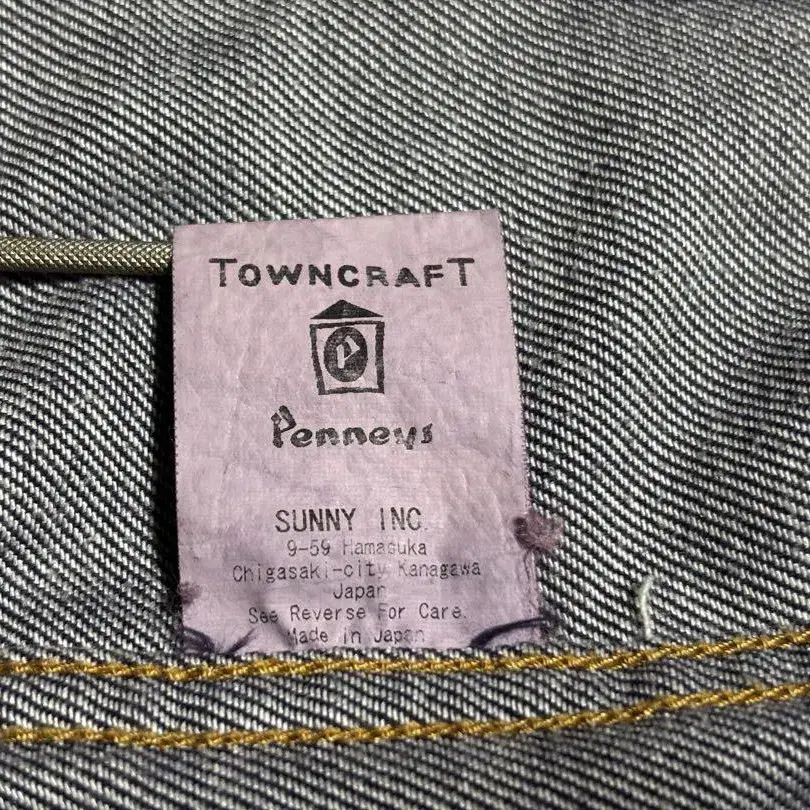 TOWNCRAFT
P
Penneys
SUNNY INC.
9-59 Hamasuka
Chigasaki-city Kanagawa
Japan
See Reverse For Care.
Made in Japan